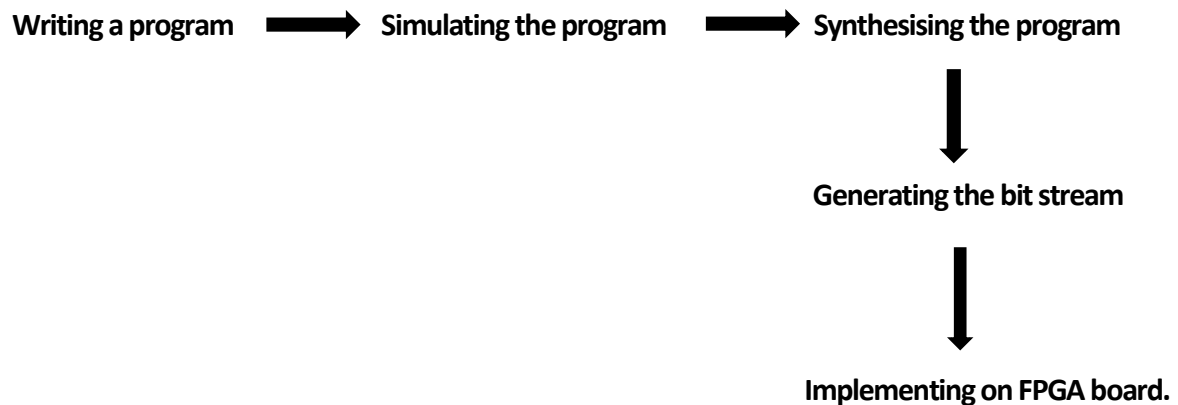 Writing a program
Simulating the program
Synthesising the program
Generating the bit stream
Implementing on FPGA board.